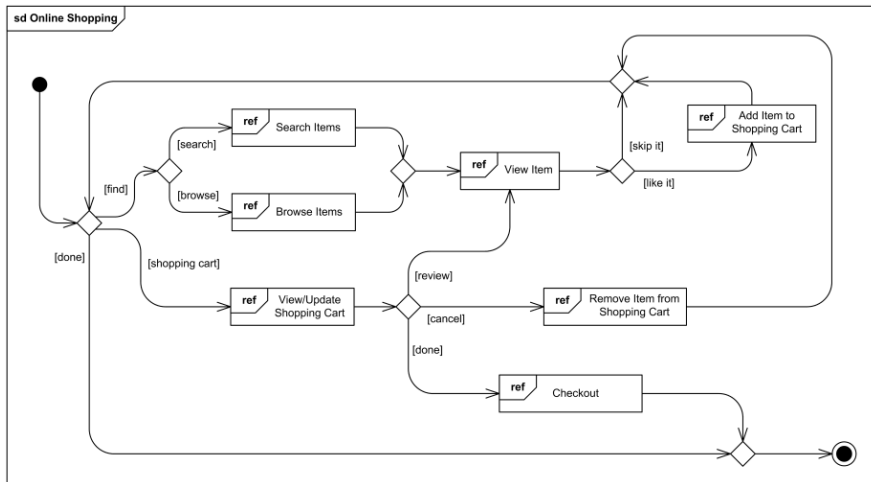 sd Online Shopping
ref
Search Items
ref
Add Item to
Shopping Cart
[search]
[skip it]
ref
View Item
[find]
[browse]
[like it]
ref
Browse Items
[done]
[shopping cart]
[review]
ref
View/Update
Shopping Cart
ref
Remove Item from
Shopping Cart
[cancel]
[done]
ref
Checkout